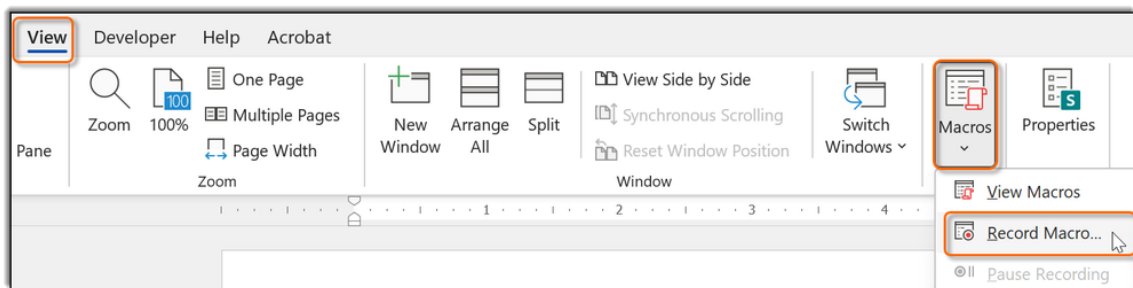 View Developer Help Acrobat
One Page
100
Multiple Pages
View Side by Side
Synchronous Scrolling
S
Zoom 100% New Arrange Split Switch Macros Properties
Pane Page Width Window All Reset Window Position Windows
Zoom Window
1 2 3 4
View Macros
Record Macro...
Pause Recording